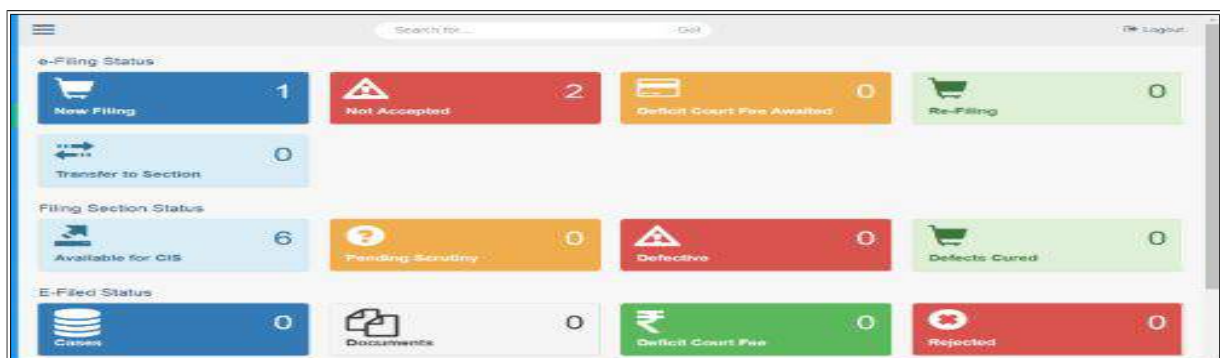 Search for... Go! Logout
e-Filing Status
1 2 0 0
New Filing Not Accepted Deficit Court Fee Awaited Re-Filing
0
Transfer to Section
Filing Section Status
6 0 0 0
Available for CIS Pending Scrutiny Defective Defects Cured
E-Filed Status
0 0 0 0
Cases Documents Deficit Court Fee Rejected